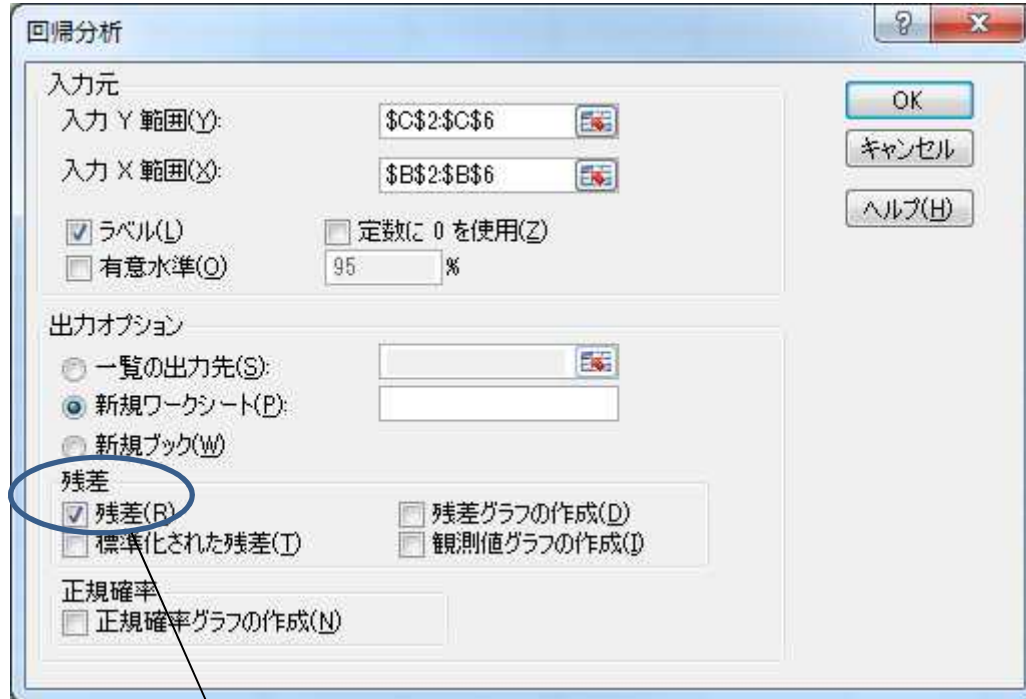 回帰分析
入力元
入力 Y 範囲(Y): $C$2:$C$6
入力 X 範囲(X): $B$2:$B$6
ラベル(L) 定数に 0 を使用(Z)
有意水準(O) 95 %
OK
キャンセル
ヘルプ(H)
出力オプション
一覧の出力先(S):
新規ワークシート(P):
新規ブック(W)
残差
残差(R) 残差グラフの作成(D)
標準化された残差(T) 観測値グラフの作成(I)
正規確率
正規確率グラフの作成(N)